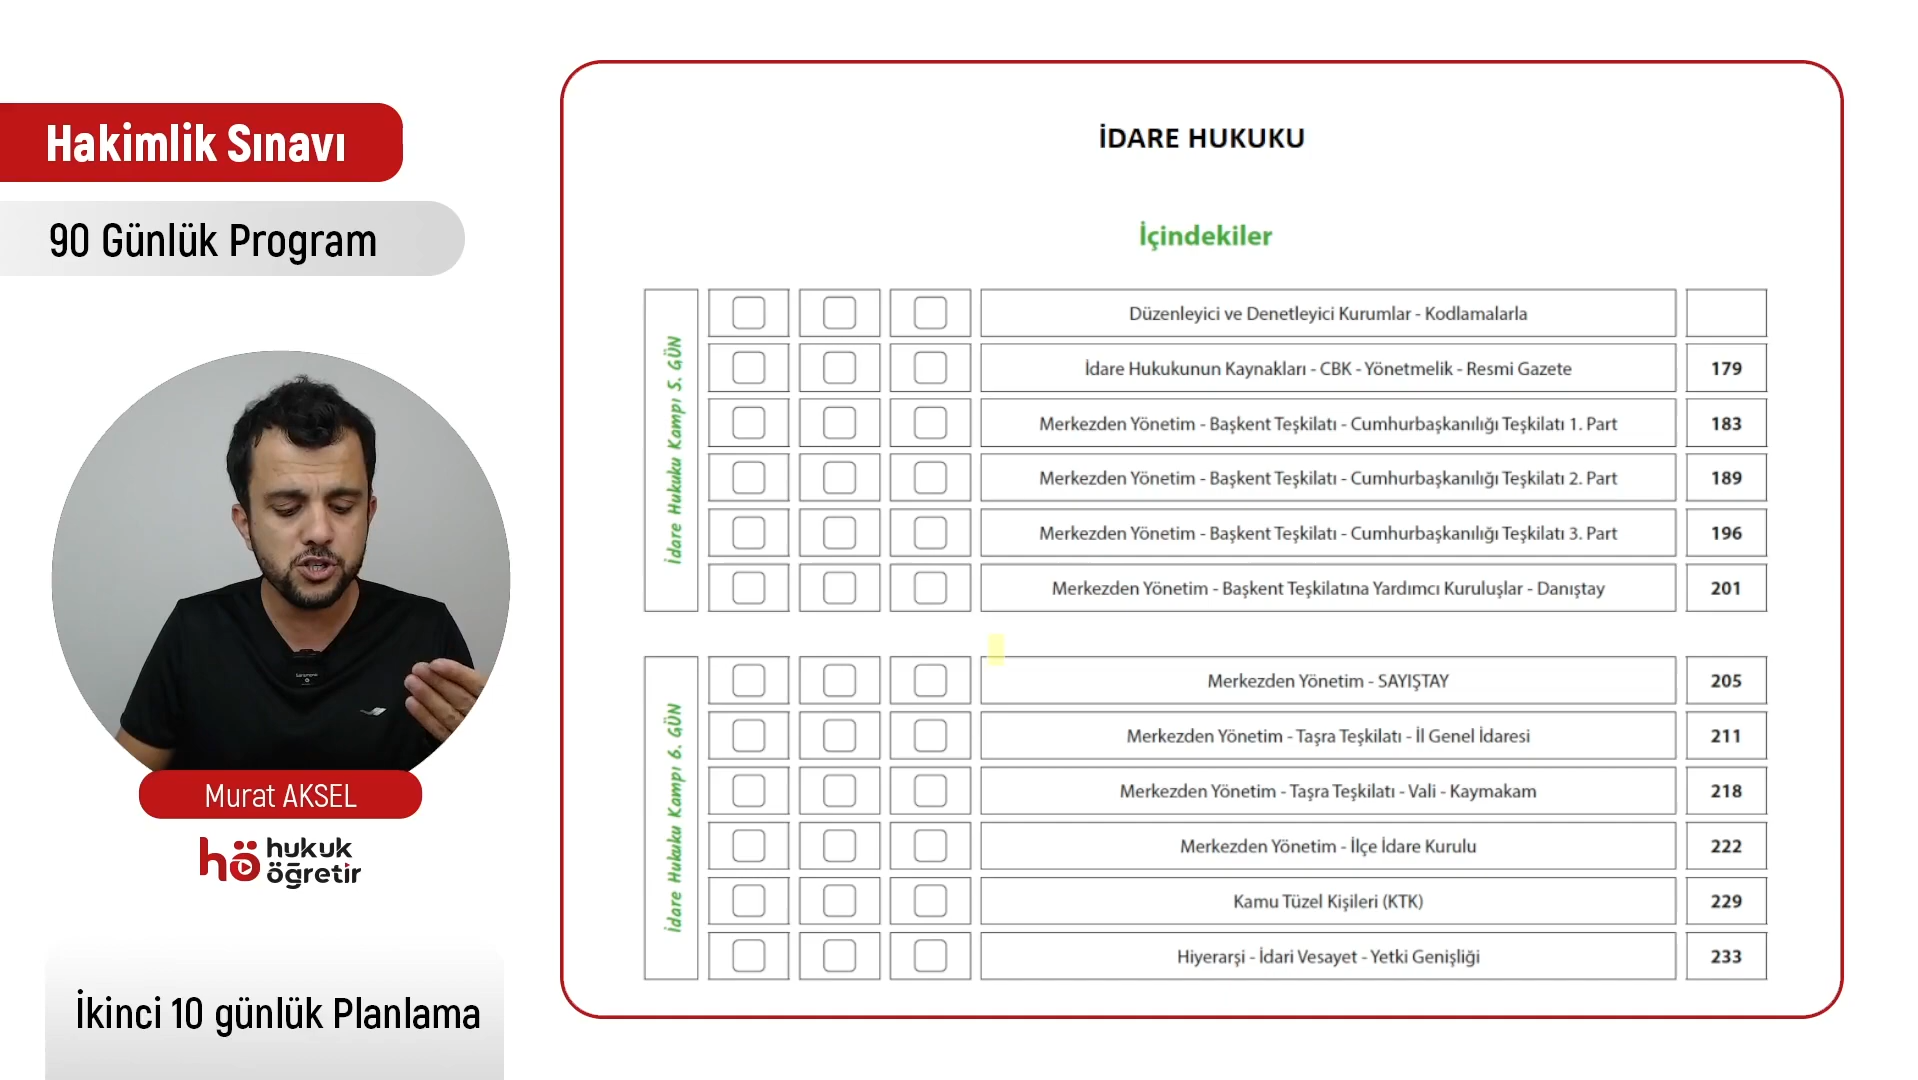 Hakimlik Sınavı
90 Günlük Program
Murat AKSEL
hö hukuk
öğretir
İkinci 10 günlük Planlama
İDARE HUKUKU
İçindekiler
İdare Hukuku Kampı 5. GÜN
Düzenleyici ve Denetleyici Kurumlar - Kodlamalarla
İdare Hukukunun Kaynakları - CBK - Yönetmelik - Resmi Gazete 179
Merkezden Yönetim - Başkent Teşkilatı - Cumhurbaşkanılığı Teşkilatı 1. Part 183
Merkezden Yönetim - Başkent Teşkilatı - Cumhurbaşkanılığı Teşkilatı 2. Part 189
Merkezden Yönetim - Başkent Teşkilatı - Cumhurbaşkanılığı Teşkilatı 3. Part 196
Merkezden Yönetim - Başkent Teşkilatına Yardımcı Kuruluşlar - Danıştay 201
İdare Hukuku Kampı 6. GÜN
Merkezden Yönetim - SAYIŞTAY 205
Merkezden Yönetim - Taşra Teşkilatı - İl Genel İdaresi 211
Merkezden Yönetim - Taşra Teşkilatı - Vali - Kaymakam 218
Merkezden Yönetim - İlçe İdare Kurulu 222
Kamu Tüzel Kişileri (KTK) 229
Hiyerarşi - İdari Vesayet - Yetki Genişliği 233